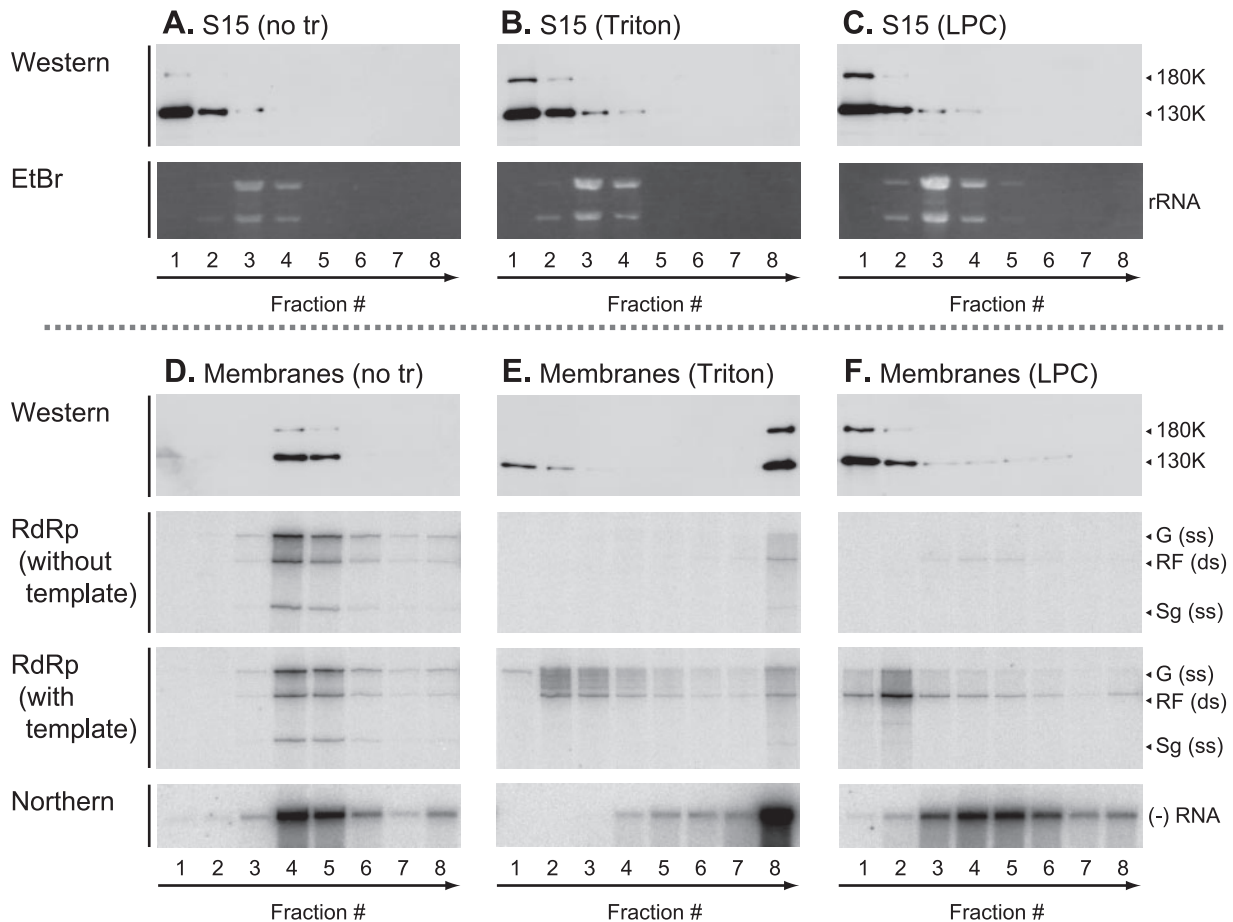 A. S15 (no tr)
B. S15 (Triton)
C. S15 (LPC)
Western
180K
130K
EtBr
rRNA
1 2 3 4 5 6 7 8
1 2 3 4 5 6 7 8
1 2 3 4 5 6 7 8
Fraction #
Fraction #
Fraction #
D. Membranes (no tr)
E. Membranes (Triton)
F. Membranes (LPC)
Western
180K
130K
RdRp
(without
template)
G (ss)
RF (ds)
Sg (ss)
RdRp
(with
template)
G (ss)
RF (ds)
Sg (ss)
Northern
(-) RNA
1 2 3 4 5 6 7 8
1 2 3 4 5 6 7 8
1 2 3 4 5 6 7 8
Fraction #
Fraction #
Fraction #